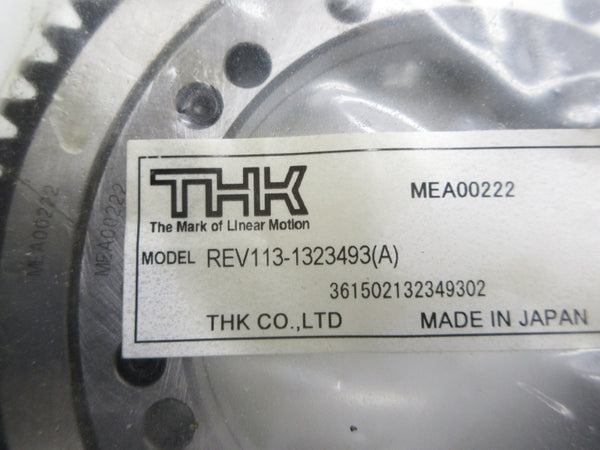 THK
MEA00222
The Mark of Linear Motion
MODEL REV113-1323493(A)
361502132349302
THK CO.,LTD MADE IN JAPAN
MEA00222
MEA00222